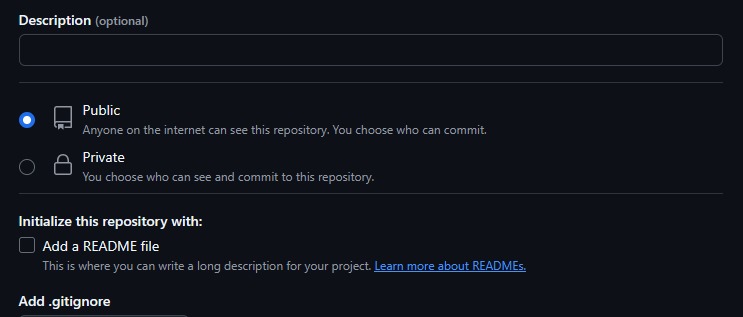 Description (optional)
Public
Anyone on the internet can see this repository. You choose who can commit.
Private
You choose who can see and commit to this repository.
Initialize this repository with:
Add a README file
This is where you can write a long description for your project. Learn more about READMEs.
Add .gitignore